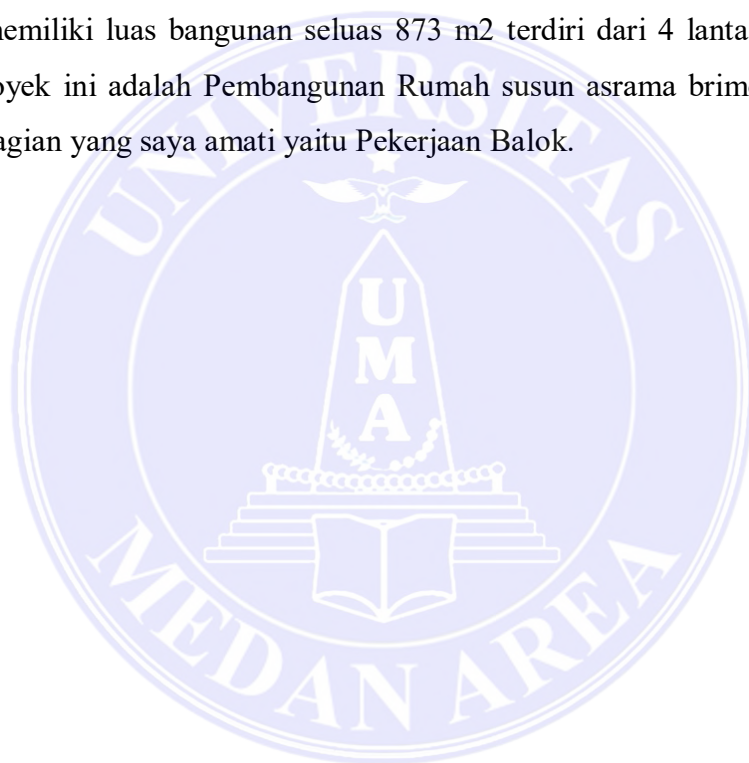 memiliki luas bangunan seluas 873 m2 terdiri dari 4 lanta
oyek ini adalah Pembangunan Rumah susun asrama brim
agian yang saya amati yaitu Pekerjaan Balok.
UNIVERSITAS
U
M
A
MEDAN AREA